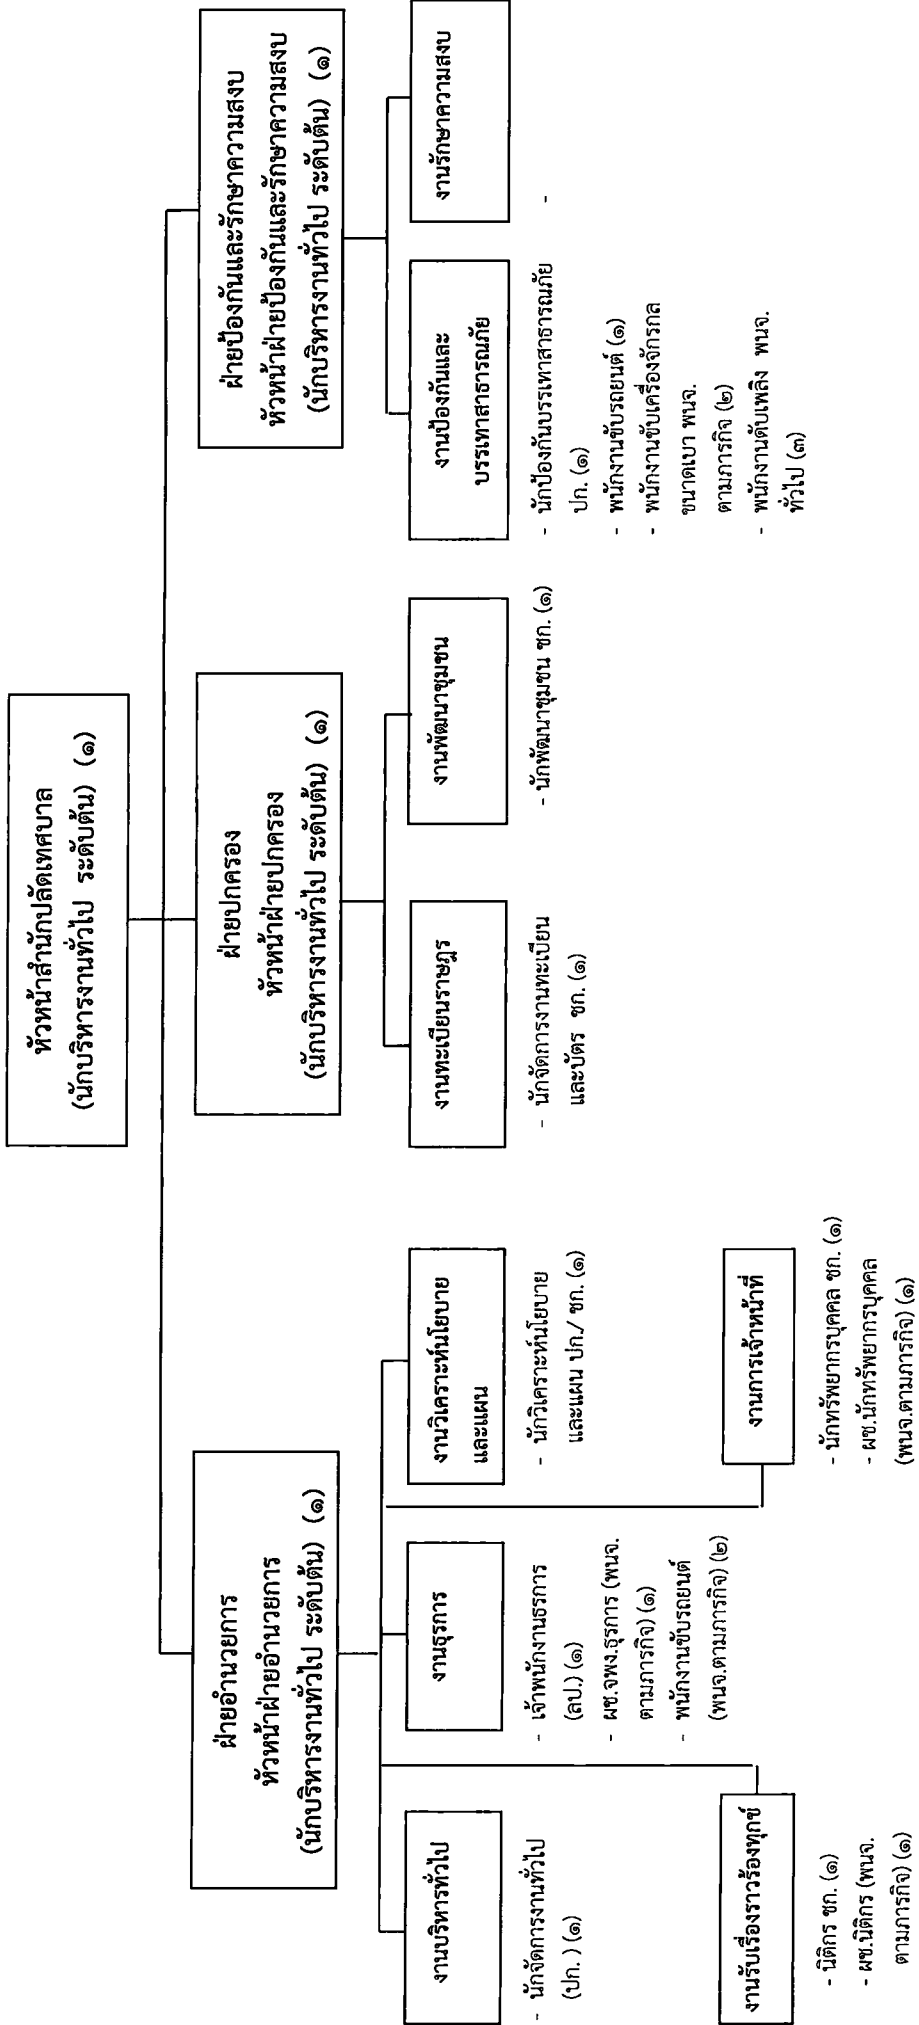 หัวหน้าสำนักปลัดเทศบาล
(นักบริหารงานทั่วไป ระดับต้น) (๑)
ฝ่ายอำนวยการ
หัวหน้าฝ่ายอำนวยการ
(นักบริหารงานทั่วไป ระดับต้น) (๑)
ฝ่ายปกครอง
หัวหน้าฝ่ายปกครอง
(นักบริหารงานทั่วไป ระดับต้น) (๑)
ฝ่ายป้องกันและรักษาความสงบ
หัวหน้าฝ่ายป้องกันและรักษาความสงบ
(นักบริหารงานทั่วไป ระดับต้น) (๑)
งานบริหารทั่วไป
- นักจัดการงานทั่วไป
(ปก. ) (๑)
งานธุรการ
- เจ้าพนักงานธุรการ
(ลป.) (๑)
- ผช.จพง.ธุรการ (พนจ.
ตามภารกิจ) (๑)
- พนักงานขับรถยนต์
(พนจ.ตามภารกิจ) (๒)
งานวิเคราะห์นโยบาย
และแผน
- นักวิเคราะห์นโยบาย
และแผน ปก./ ชก. (๑)
งานรับเรื่องราวร้องทุกข์
- นิติกร ชก. (๑)
- ผช.นิติกร (พนจ.
ตามภารกิจ) (๑)
งานการเจ้าหน้าที่
- นักทรัพยากรบุคคล ชก. (๑)
- ผช.นักทรัพยากรบุคคล
(พนจ.ตามภารกิจ) (๑)
งานทะเบียนราษฎร
- นักจัดการงานทะเบียน
และบัตร ชก. (๑)
งานพัฒนาชุมชน
- นักพัฒนาชุมชน ชก. (๑)
งานป้องกันและ
บรรเทาสาธารณภัย
- นักป้องกันบรรเทาสาธารณภัย
ปก. (๑)
- พนักงานขับรถยนต์ (๑)
- พนักงานขับเครื่องจักรกล
ขนาดเบา พนจ.
ตามภารกิจ (๒)
- พนักงานดับเพลิง พนจ.
ทั่วไป (๓)
งานรักษาความสงบ
-